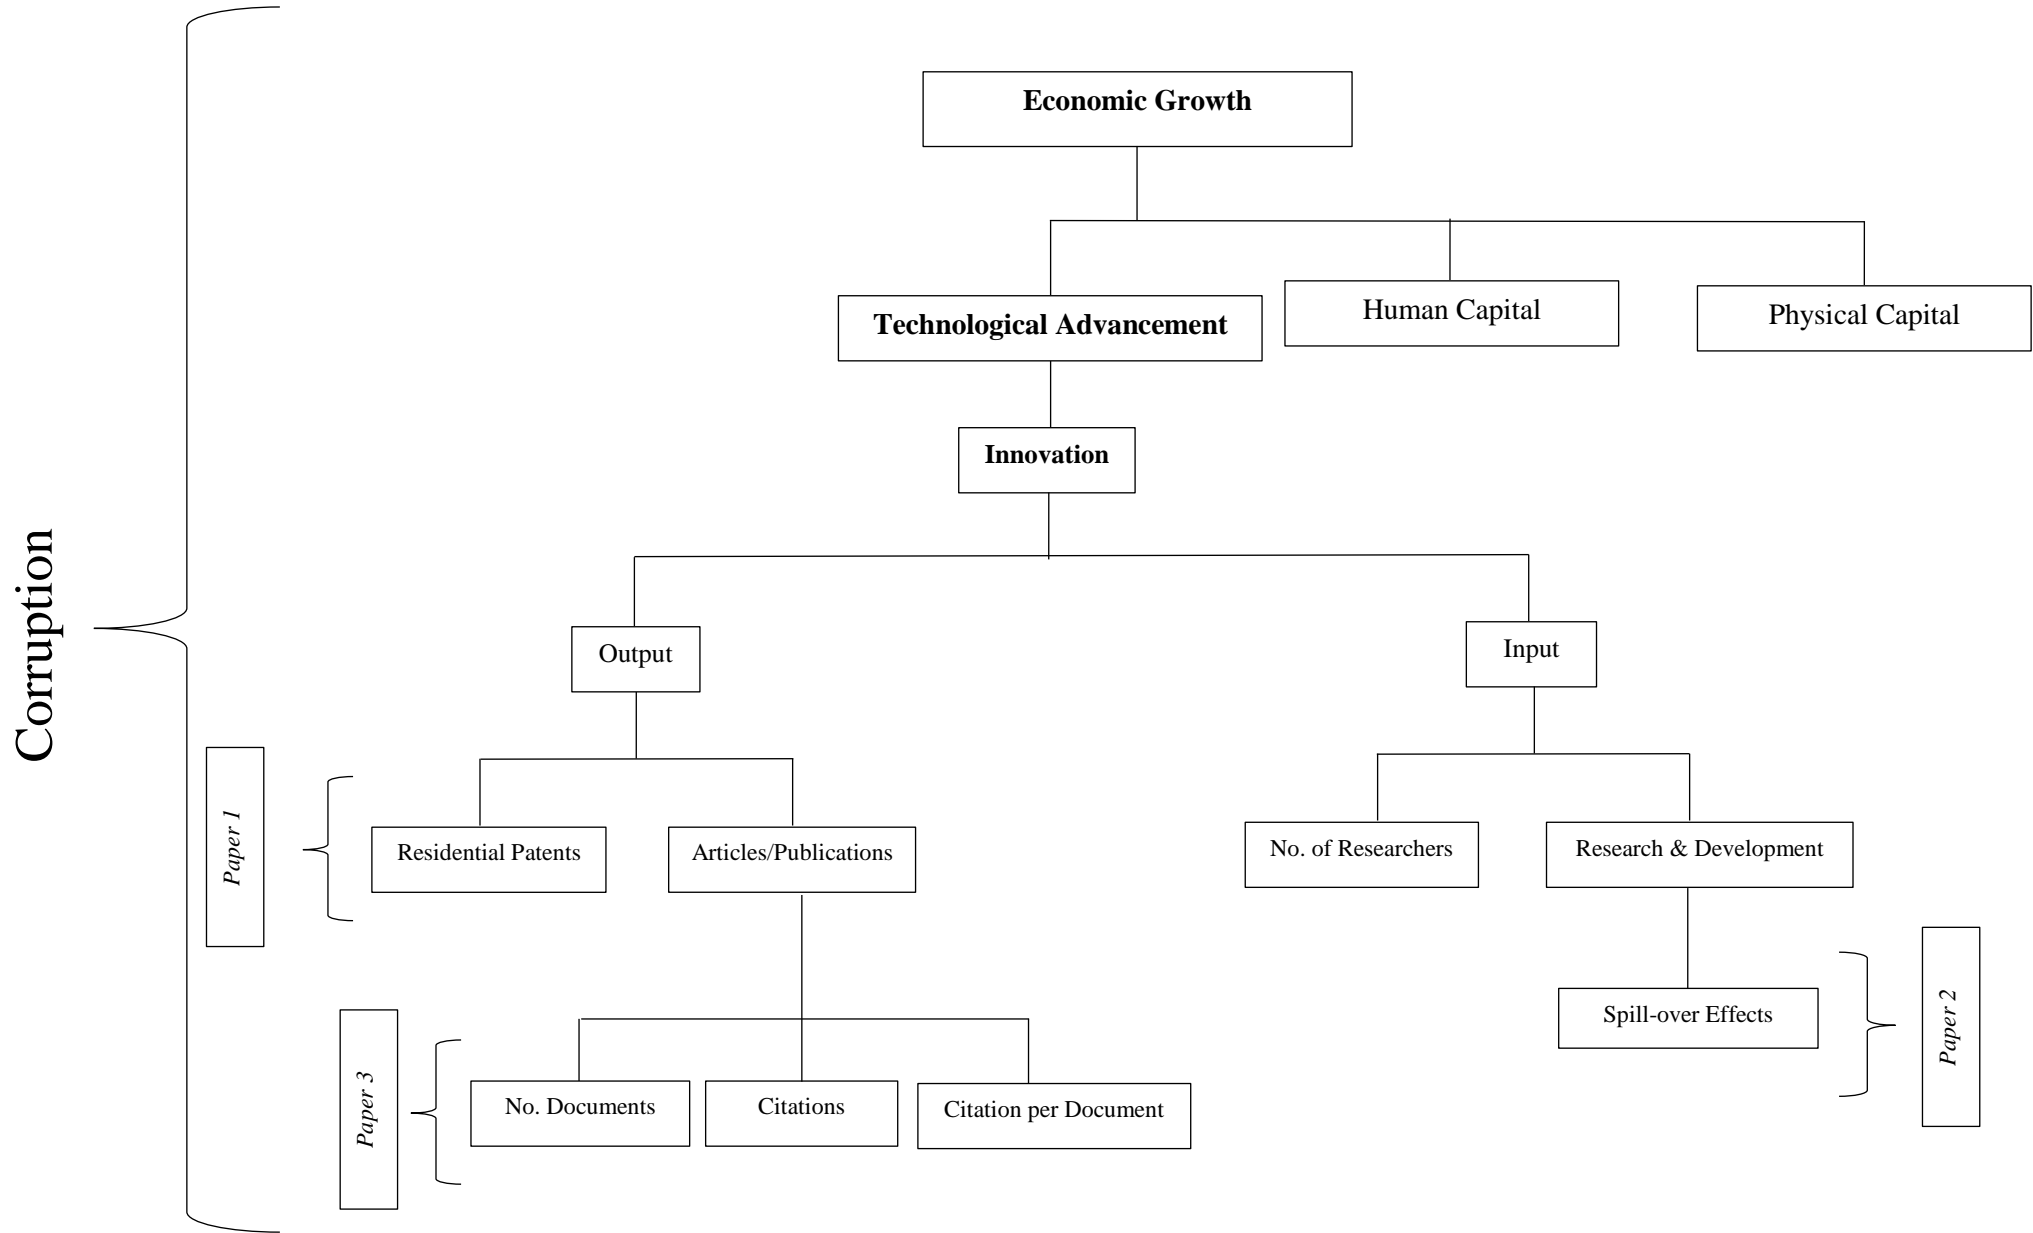 Corruption
Economic Growth
Technological Advancement
Human Capital
Physical Capital
Innovation
Output
Input
Paper 1
Residential Patents
Articles/Publications
No. of Researchers
Research & Development
Spill-over Effects
Paper 2
Paper 3
No. Documents
Citations
Citation per Document